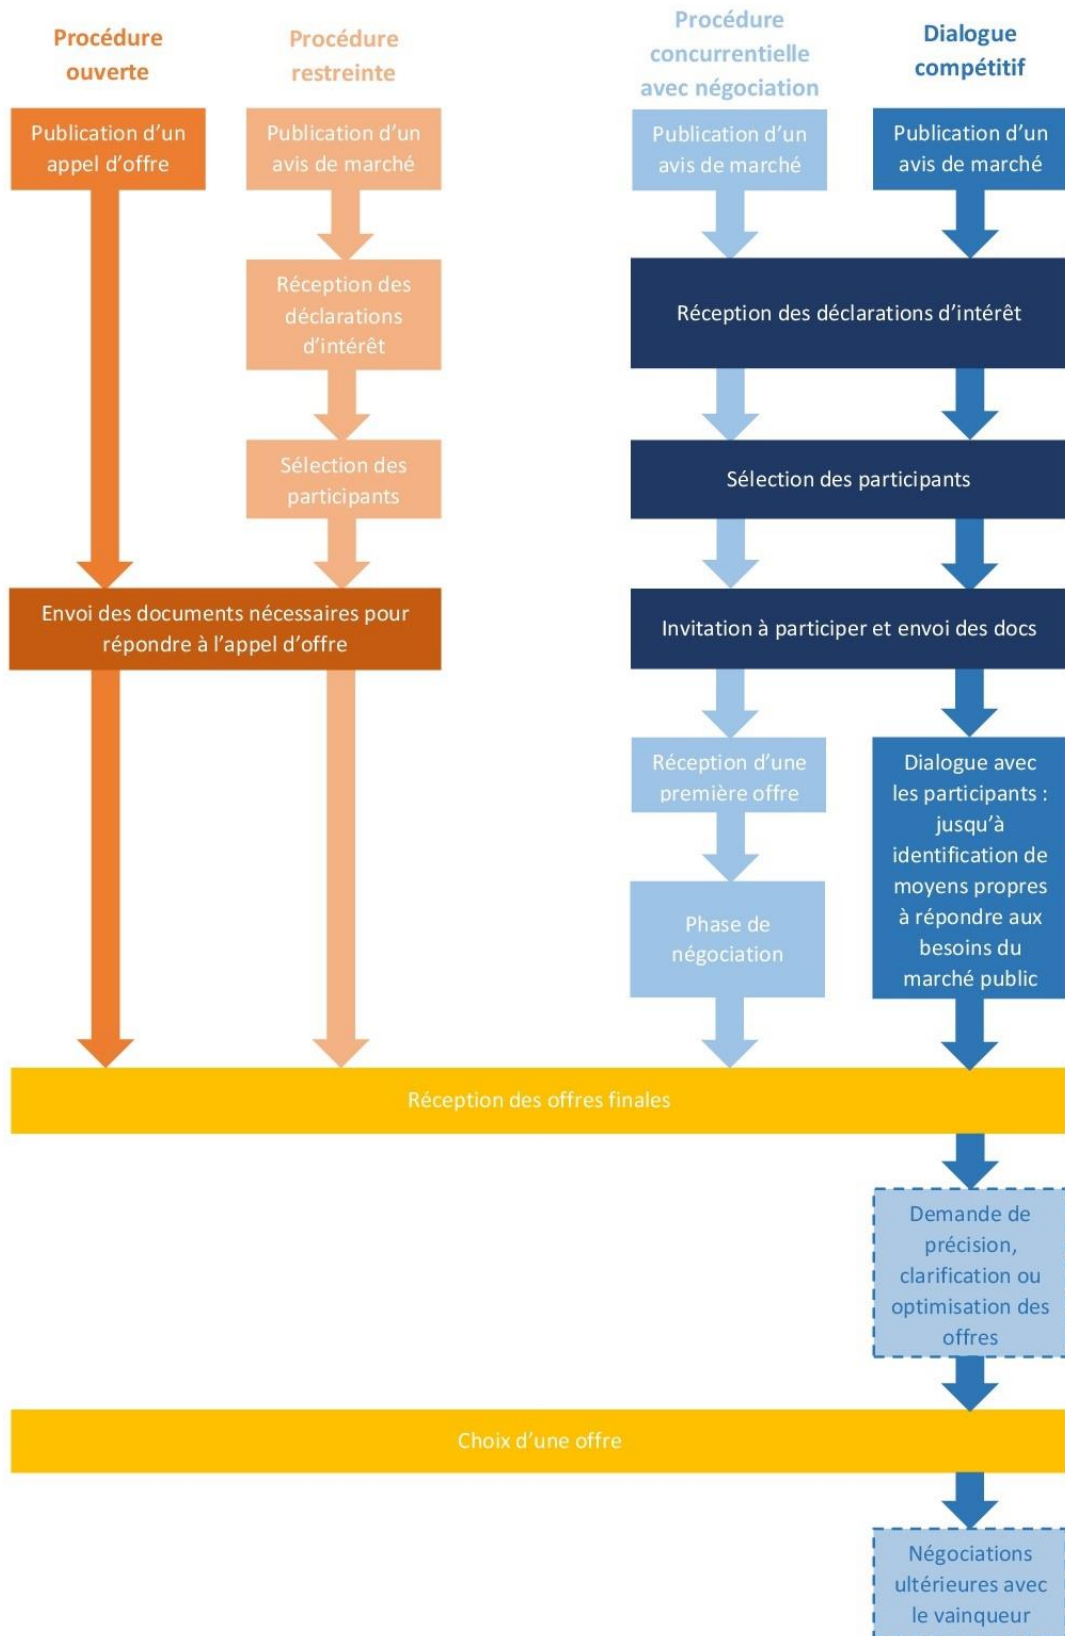 Procédure
ouverte
Procédure
restreinte
Procédure
concurrentielle
avec négociation
Dialogue
compétitif
Publication d’un
appel d’offre
Publication d’un
avis de marché
Publication d’un
avis de marché
Publication d’un
avis de marché
Réception des
déclarations
d’intérêt
Réception des déclarations d’intérêt
Sélection des
participants
Sélection des participants
Envoi des documents nécessaires pour
répondre à l’appel d’offre
Invitation à participer et envoi des docs
Réception d’une
première offre
Dialogue avec
les participants :
jusqu’à
identification de
moyens propres
à répondre aux
besoins du
marché public
Phase de
négociation
Réception des offres finales
Demande de
précision,
clarification ou
optimisation des
offres
Choix d’une offre
Négociations
ultérieures avec
le vainqueur